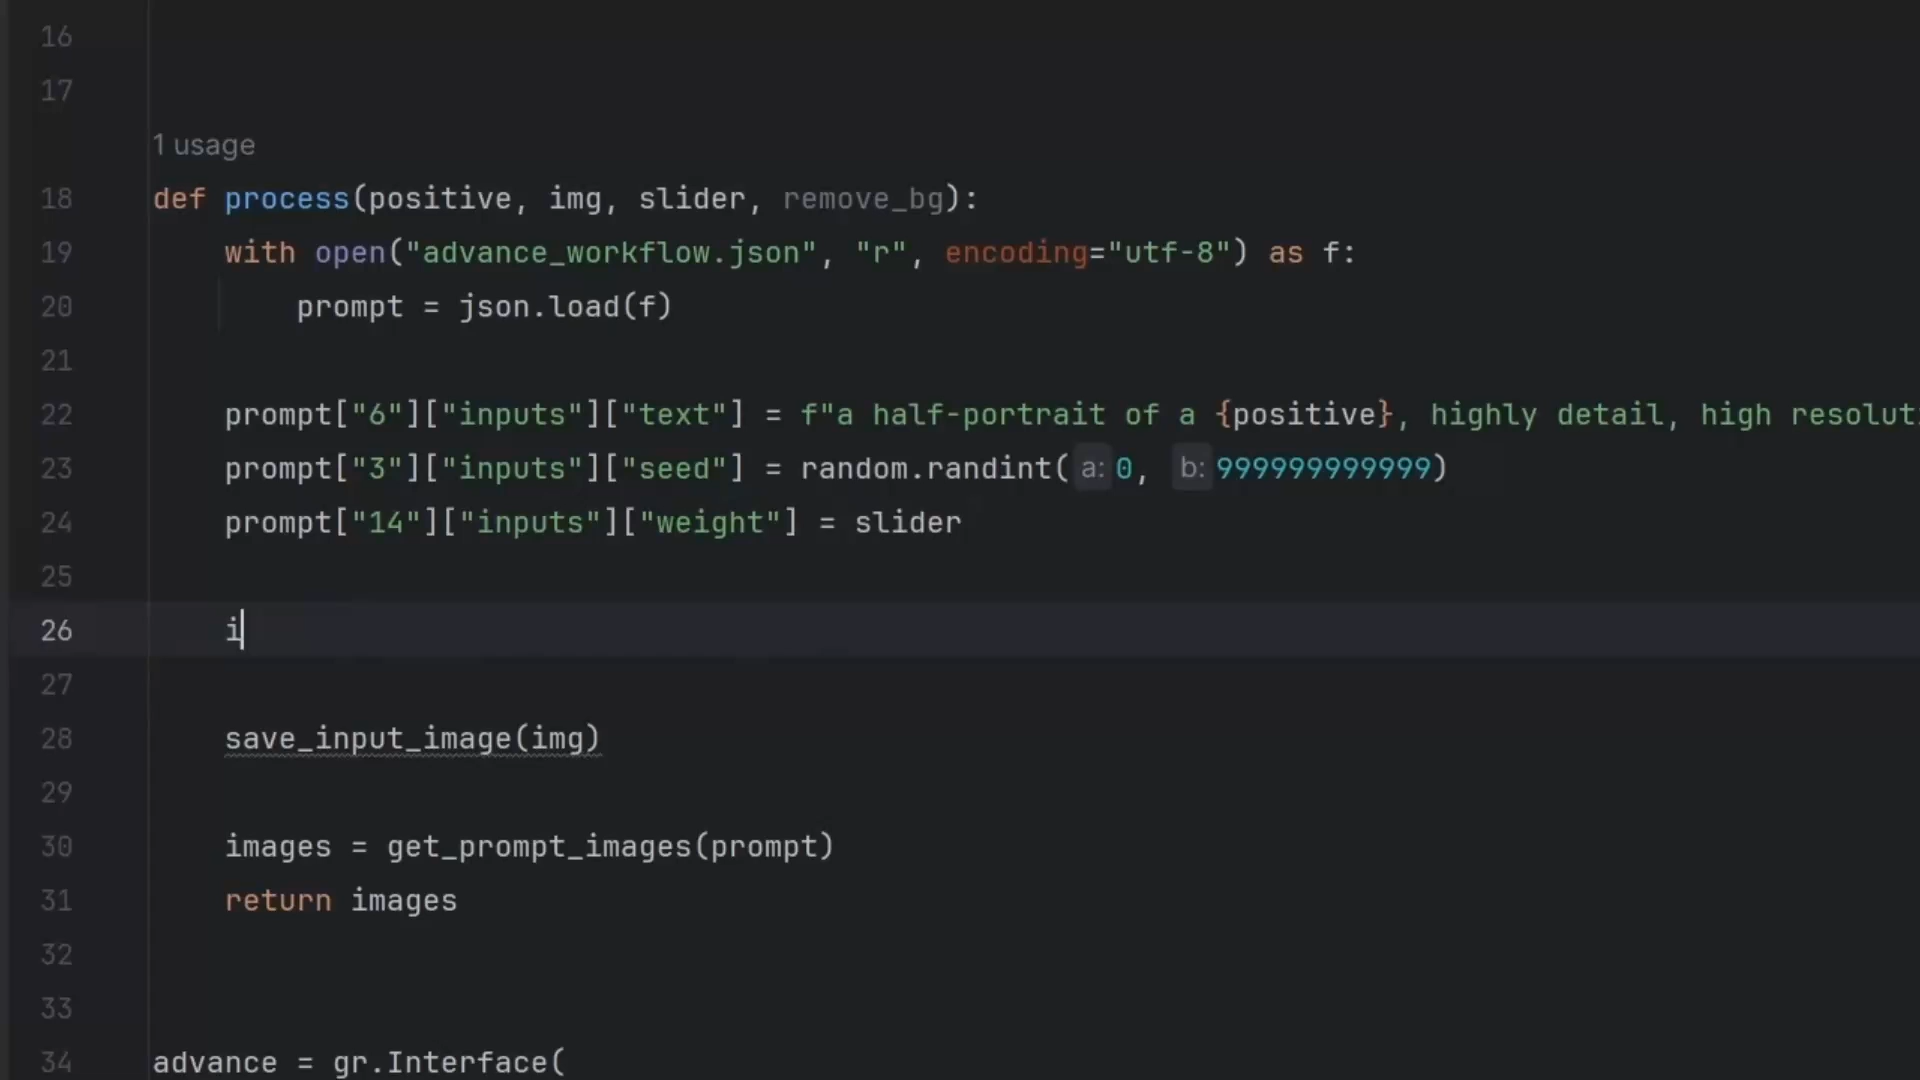 16
17
1 usage
18 def process(positive, img, slider, remove_bg):
19 with open("advance_workflow.json", "r", encoding="utf-8") as f:
20 prompt = json.load(f)
21
22 prompt["6"]["inputs"]["text"] = f"a half-portrait of a {positive}, highly detail, high resolut
23 prompt["3"]["inputs"]["seed"] = random.randint( a: 0, b: 999999999999)
24 prompt["14"]["inputs"]["weight"] = slider
25
26 i
27
28 save_input_image(img)
29
30 images = get_prompt_images(prompt)
31 return images
32
33
34 advance = gr.Interface(